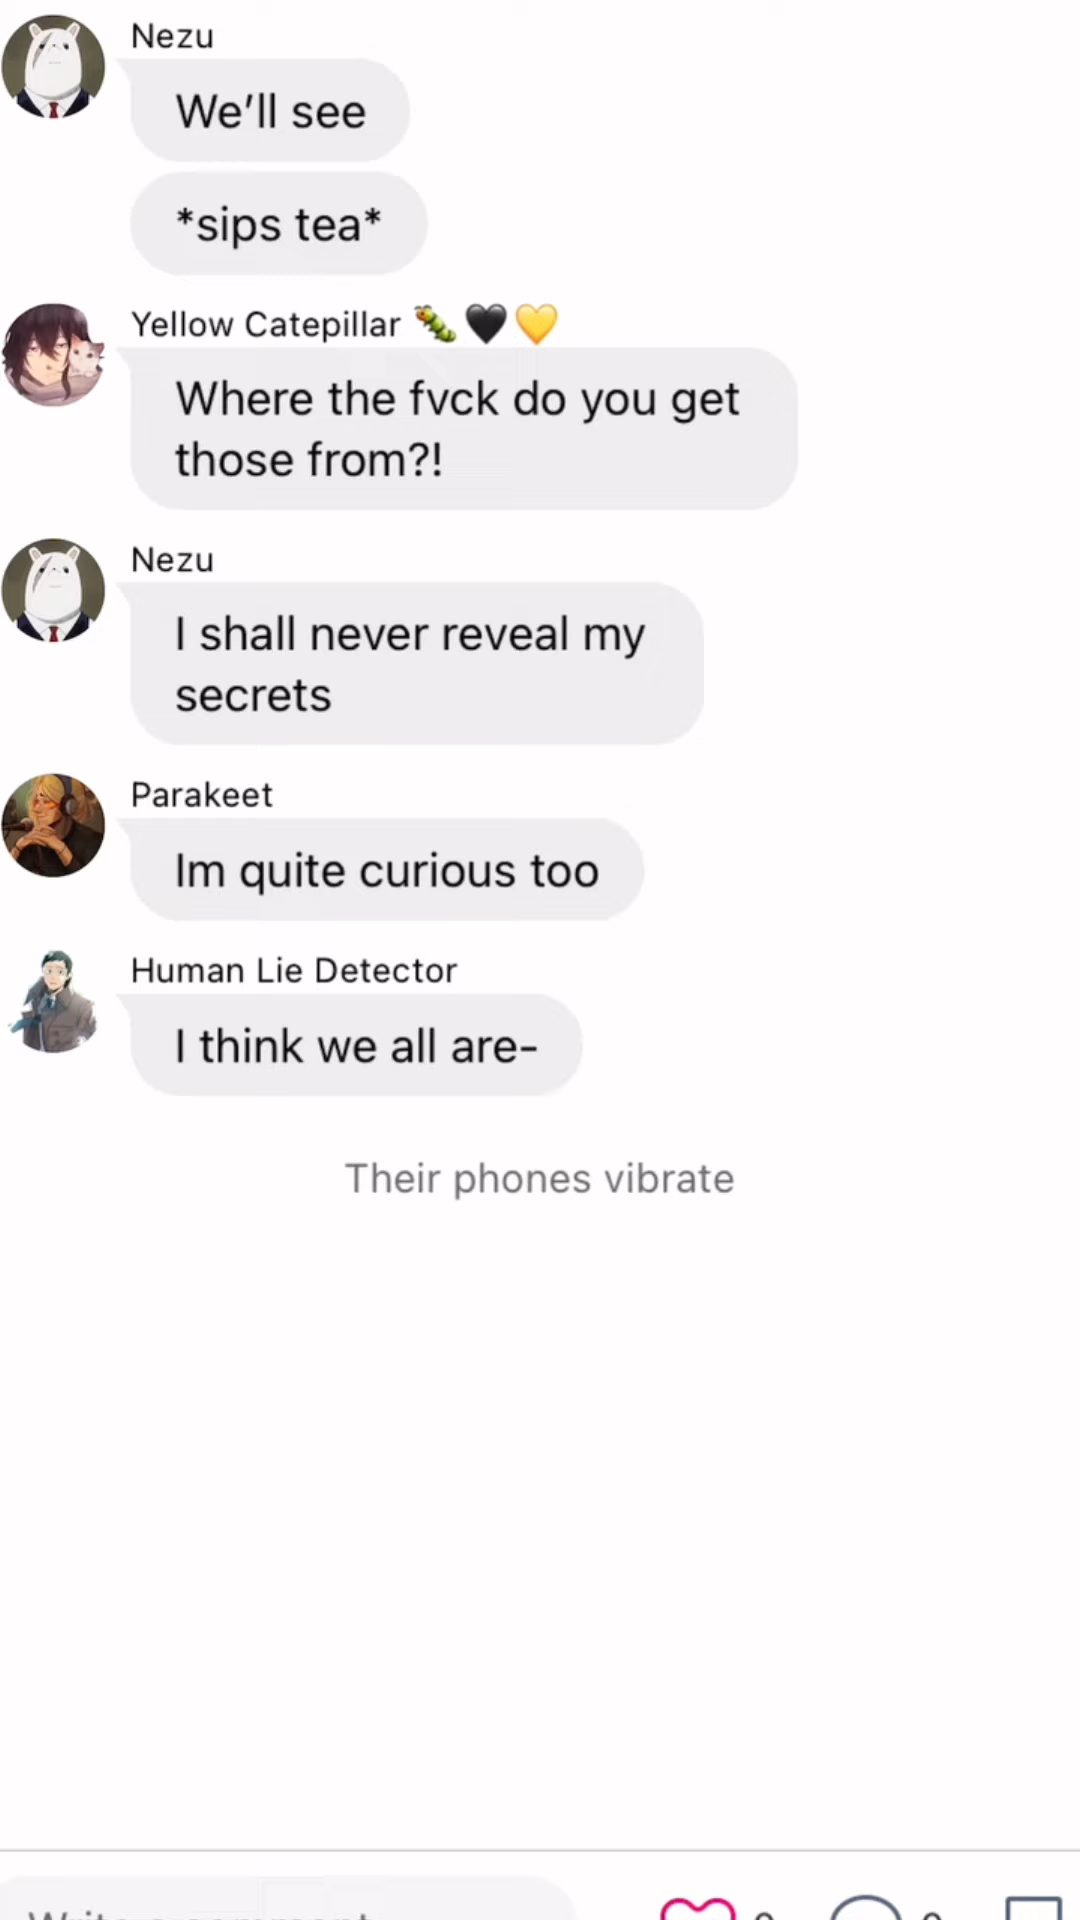 Nezu
We’ll see
*sips tea*
Yellow Catepillar 🐛🖤💛
Where the fvck do you get
those from?!
Nezu
I shall never reveal my
secrets
Parakeet
Im quite curious too
Human Lie Detector
I think we all are-
Their phones vibrate